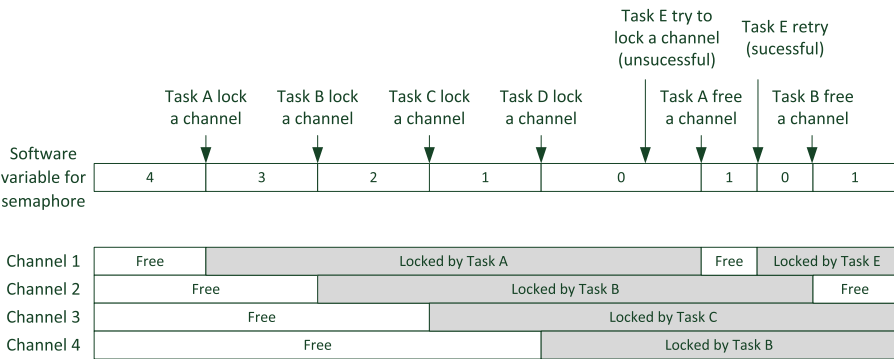 Task E try to
lock a channel
(unsucessful)
Task E retry
(sucessful)
Task A lock
a channel
Task B lock
a channel
Task C lock
a channel
Task D lock
a channel
Task A free
a channel
Task B free
a channel
Software
variable for
semaphore
4 3 2 1 0 1 0 1
Channel 1 Free Locked by Task A Free Locked by Task E
Channel 2 Free Locked by Task B Free
Channel 3 Free Locked by Task C
Channel 4 Free Locked by Task B